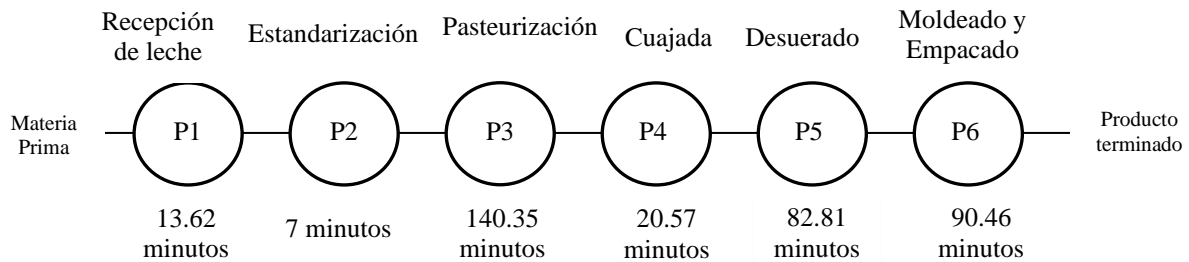 Recepción
de leche
Estandarización
Pasteurización
Cuajada
Desuerado
Moldeado y
Empacado
Materia
Prima
P1
P2
P3
P4
P5
P6
Producto
terminado
13.62
minutos
7 minutos
140.35
minutos
20.57
minutos
82.81
minutos
90.46
minutos